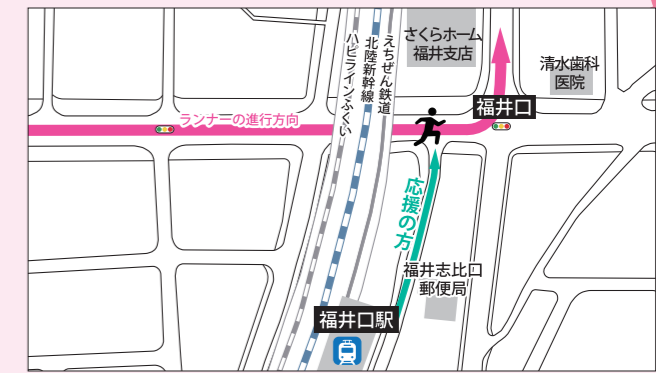 さくらホーム
福井支店
清水歯科
医院
えちぜん鉄道
北陸新幹線
ハピラインふくい
福井口
ランナーの進行方向
応援の方
福井志比口
郵便局
福井口駅